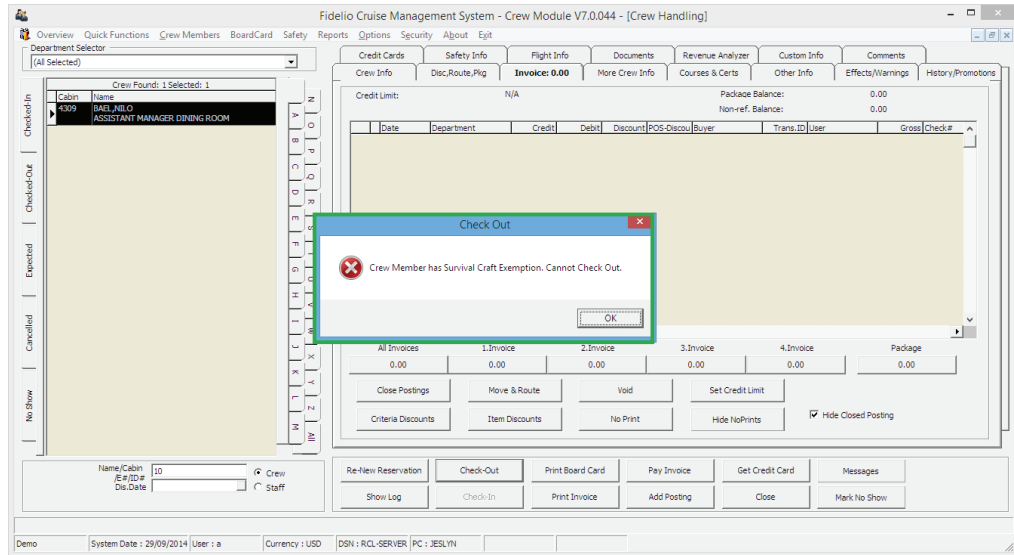 Fidelio Cruise Management System - Crew Module V7.0.044 - [Crew Handling]
Overview Quick Functions Crew Members BoardCard Safety Reports Options Security About Exit
Department Selector
(All Selected)
Crew Found: 1 Selected: 1
Cabin Name
4309 BAEL,NILO
ASSISTANT MANAGER DINING ROOM
Checked-In
Checked-Out
Expected
Cancelled
No Show
A B C D E F G H I J K L M
N O P Q R S U V X Y Z All
Credit Cards Safety Info Flight Info Documents Revenue Analyzer Custom Info Comments
Crew Info Disc,Route,Pkg Invoice: 0.00 More Crew Info Courses & Certs Other Info Effects/Warnings History/Promotions
Credit Limit: N/A Package Balance: 0.00
Non-ref. Balance: 0.00
Date Department Credit Debit Discount POS-Discou Buyer Trans.ID User Gross Check#
Check Out
Crew Member has Survival Craft Exemption. Cannot Check Out.
OK
All Invoices 1.Invoice 2.Invoice 3.Invoice 4.Invoice Package
0.00 0.00 0.00 0.00 0.00 0.00
Close Postings Move & Route Void Set Credit Limit
Criteria Discounts Item Discounts No Print Hide NoPrints Hide Closed Posting
Name/Cabin
/E#/ID# 10
Dis.Date
Crew
Staff
Re-New Reservation Check-Out Print Board Card Pay Invoice Get Credit Card Messages
Show Log Check-In Print Invoice Add Posting Close Mark No Show
Demo System Date : 29/09/2014 User : a Currency : USD DSN : RCL-SERVER PC : JESLYN